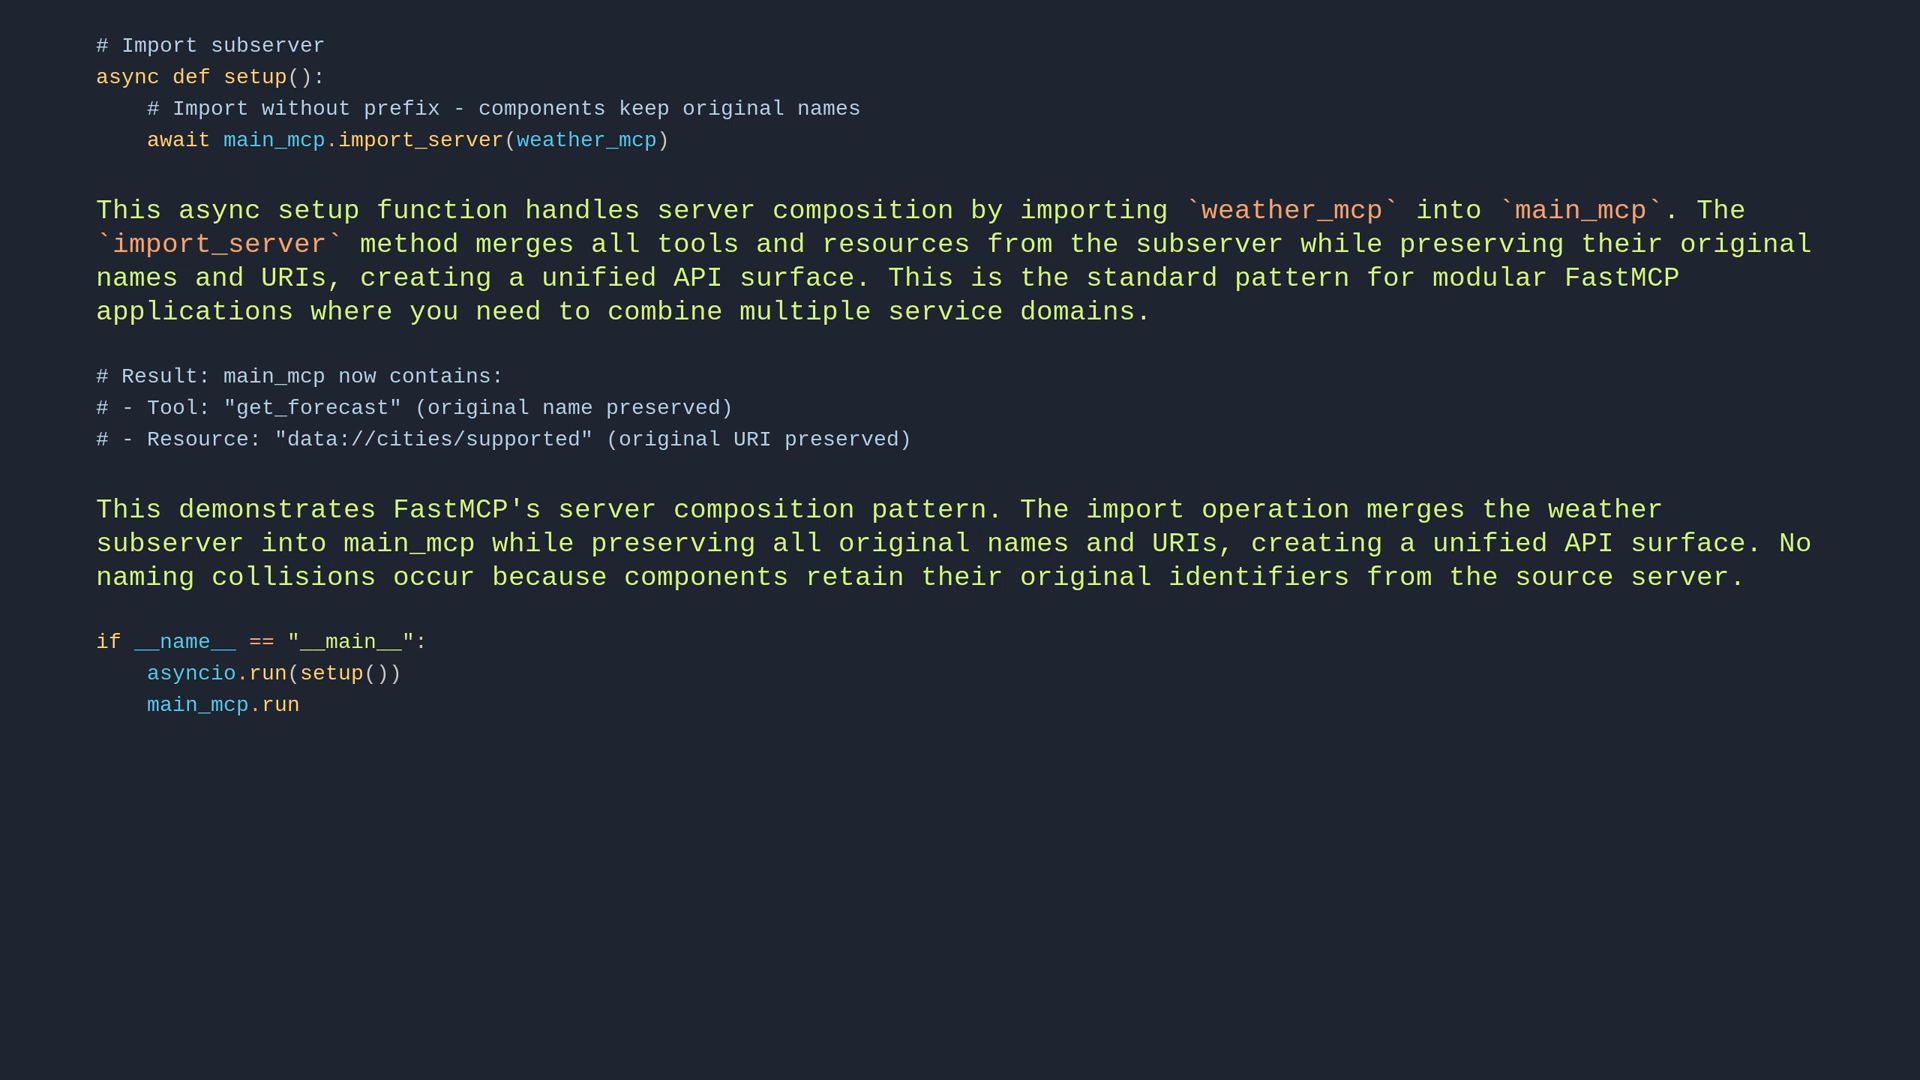 # Import subserver
async def setup():
    # Import without prefix - components keep original names
    await main_mcp.import_server(weather_mcp)
This async setup function handles server composition by importing `weather_mcp` into `main_mcp`. The
`import_server` method merges all tools and resources from the subserver while preserving their original
names and URIs, creating a unified API surface. This is the standard pattern for modular FastMCP
applications where you need to combine multiple service domains.
# Result: main_mcp now contains:
# - Tool: "get_forecast" (original name preserved)
# - Resource: "data://cities/supported" (original URI preserved)
This demonstrates FastMCP's server composition pattern. The import operation merges the weather
subserver into main_mcp while preserving all original names and URIs, creating a unified API surface. No
naming collisions occur because components retain their original identifiers from the source server.
if __name__ == "__main__":
    asyncio.run(setup())
    main_mcp.run